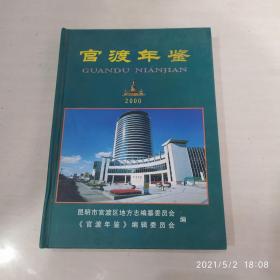 官渡年鉴
GUANDU NIANJIAN
2000
昆明市官渡区地方志编纂委员会
《官渡年鉴》编辑委员会
编
2021/5/2 08:08